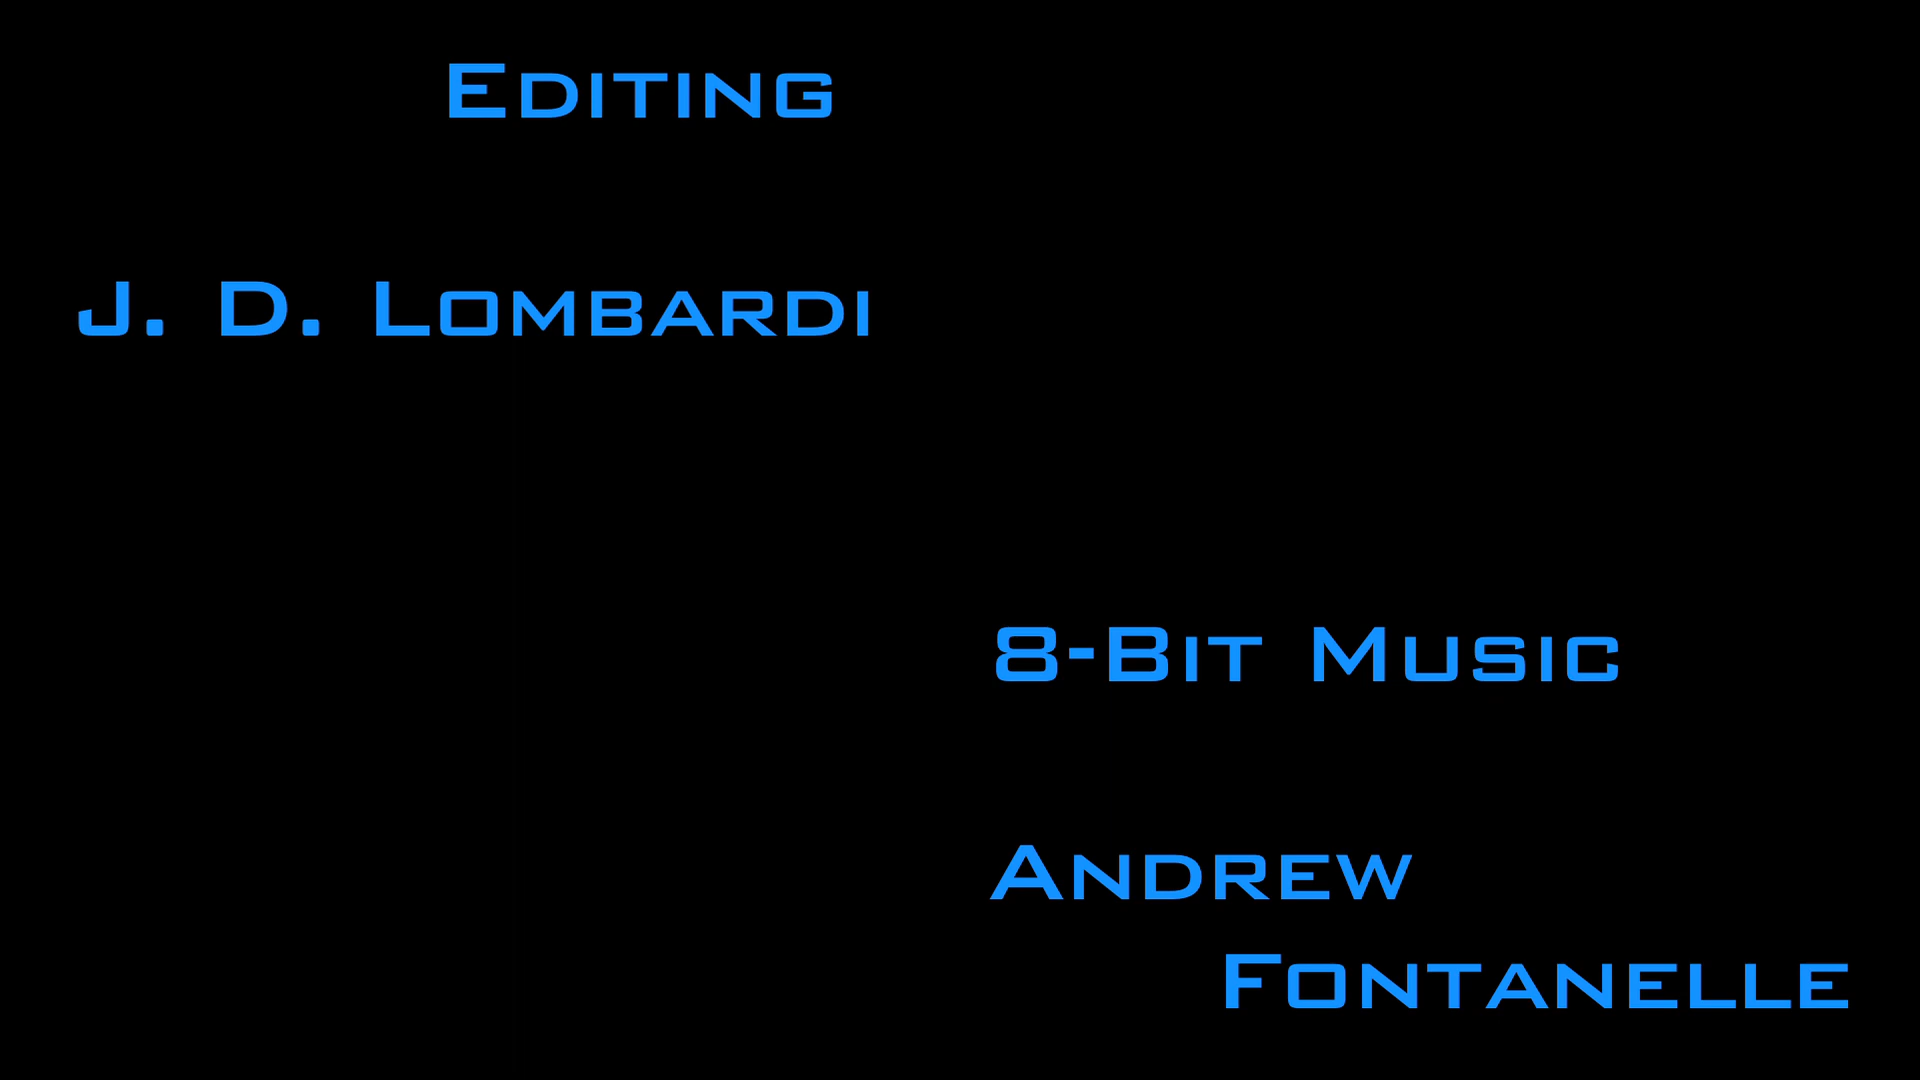 Editing
J. D. Lombardi
8-Bit Music
Andrew
Fontanelle